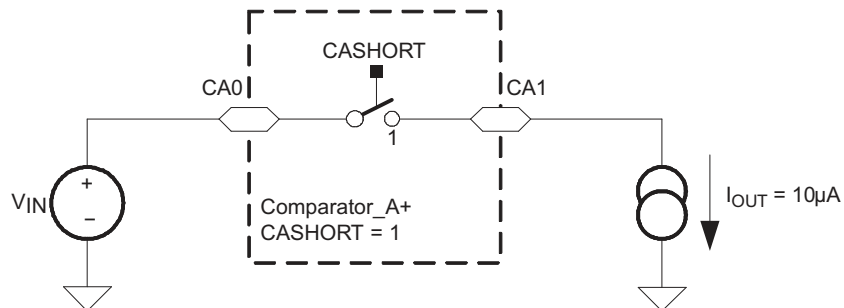 CASHORT
CA0
CA1
1
+
−
VIN
Comparator_A+
CASHORT = 1
IOUT = 10µA